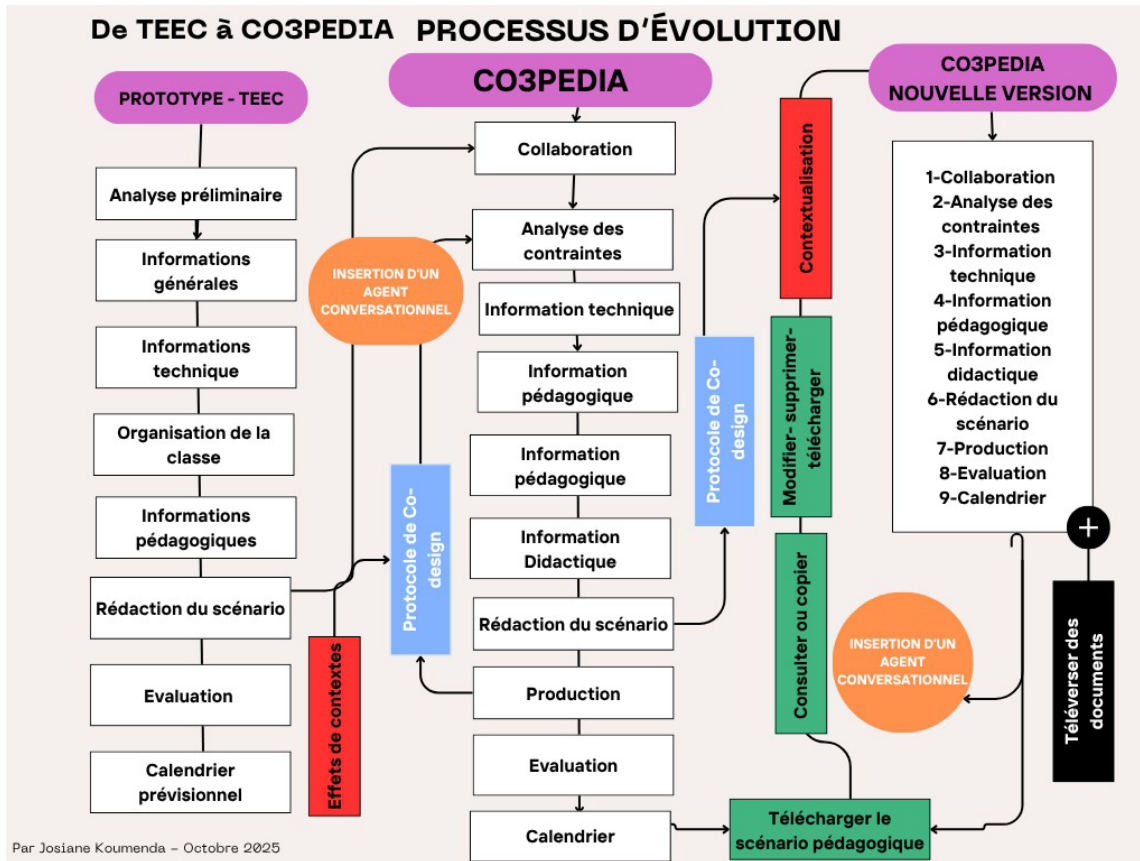 De TEEC à CO3PEDIA PROCESSUS D'ÉVOLUTION
PROTOTYPE - TEEC
Analyse préliminaire
Informations
générales
Informations
technique
Organisation de la
classe
Informations
pédagogiques
Rédaction du scénario
Evaluation
Calendrier
prévisionnel
Effets de contextes
INSERTION D'UN
AGENT
CONVERSATIONNEL
Protocole de Co-
design
CO3PEDIA
Collaboration
Analyse des
contraintes
Information technique
Information
pédagogique
Information
pédagogique
Information
Didactique
Rédaction du scénario
Production
Evaluation
Calendrier
Protocole de Co-
design
Contextualisation
Modifier- supprimer-
télécharger
Consulter ou copier
Télécharger le
scénario pédagogique
CO3PEDIA
NOUVELLE VERSION
1-Collaboration
2-Analyse des
contraintes
3-Information
technique
4-Information
pédagogique
5-Information
didactique
6-Rédaction du
scénario
7-Production
8-Evaluation
9-Calendrier
+
INSERTION D'UN
AGENT
CONVERSATIONNEL
Téléverser des
documents
Par Josiane Koumenda – Octobre 2025